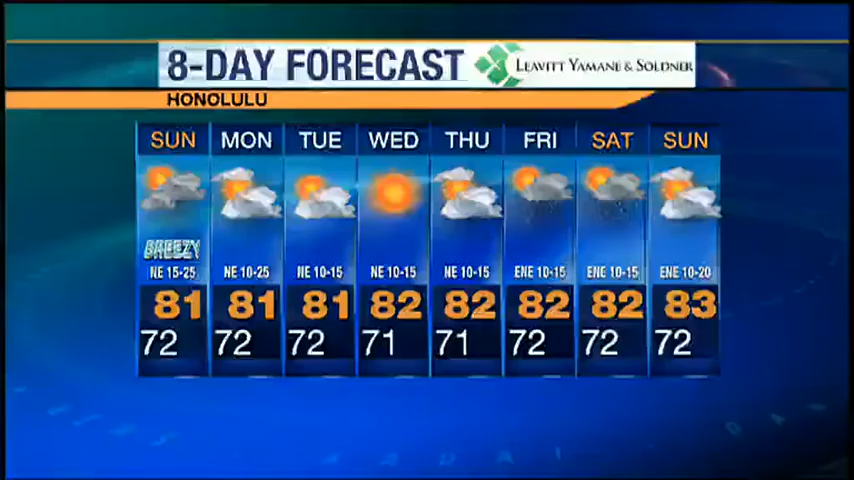 8-DAY FORECAST
LEAVITT YAMANE & SOLDNER
HONOLULU
SUN MON TUE WED THU FRI SAT SUN
BREEZY
NE 15-25 NE 10-25 NE 10-15 NE 10-15 NE 10-15 ENE 10-15 ENE 10-15 ENE 10-20
81 81 81 82 82 82 82 83
72 72 72 71 71 72 72 72